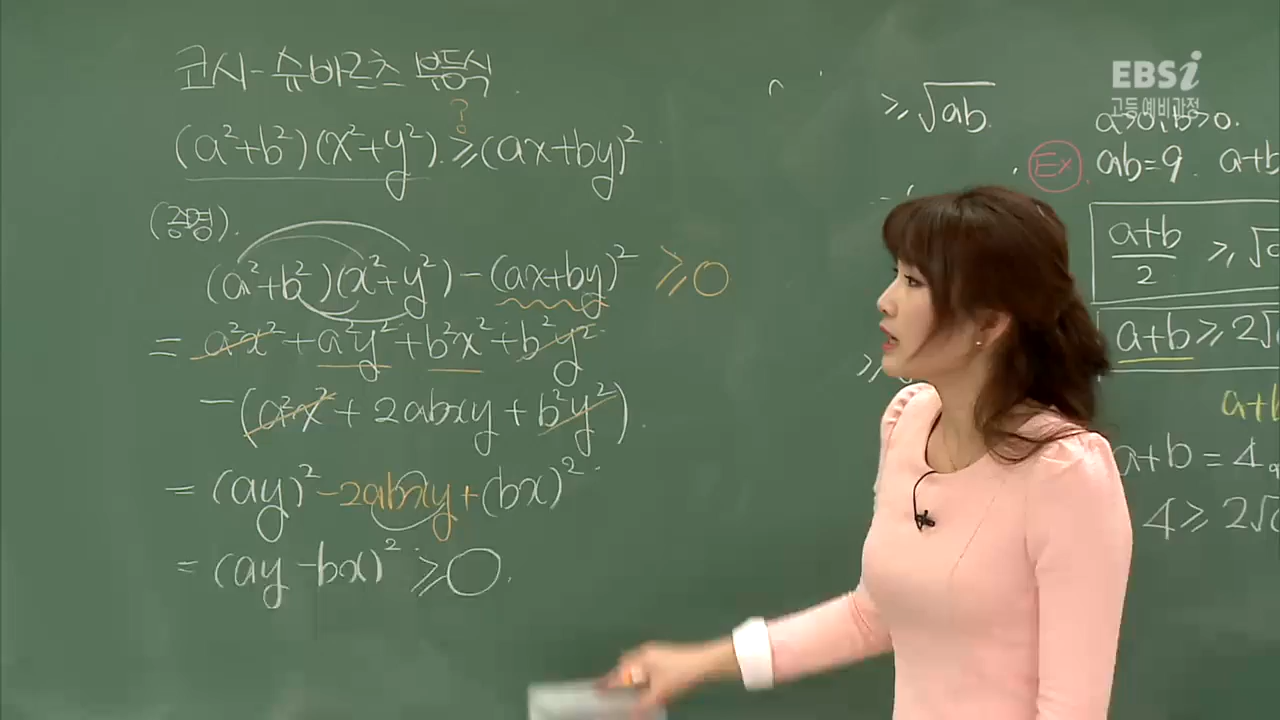 코시-슈바르츠 부등식
?
(a²+b²)(x²+y²) ≥ (ax+by)²
(증명).
(a²+b²)(x²+y²) - (ax+by)² ≥ 0
= a²x² + a²y² + b²x² + b²y²
-(a²x² + 2abxy + b²y²)
= (ay)² - 2abxy + (bx)²
= (ay - bx)² ≥ 0.
≥ √ab.
EBSi
고등예비과정
a>0, b>0.
Ex
ab=9. a+b
a+b/2 ≥ √
a+b ≥ 2√
a+b
a+b = 4
4 ≥ 2√